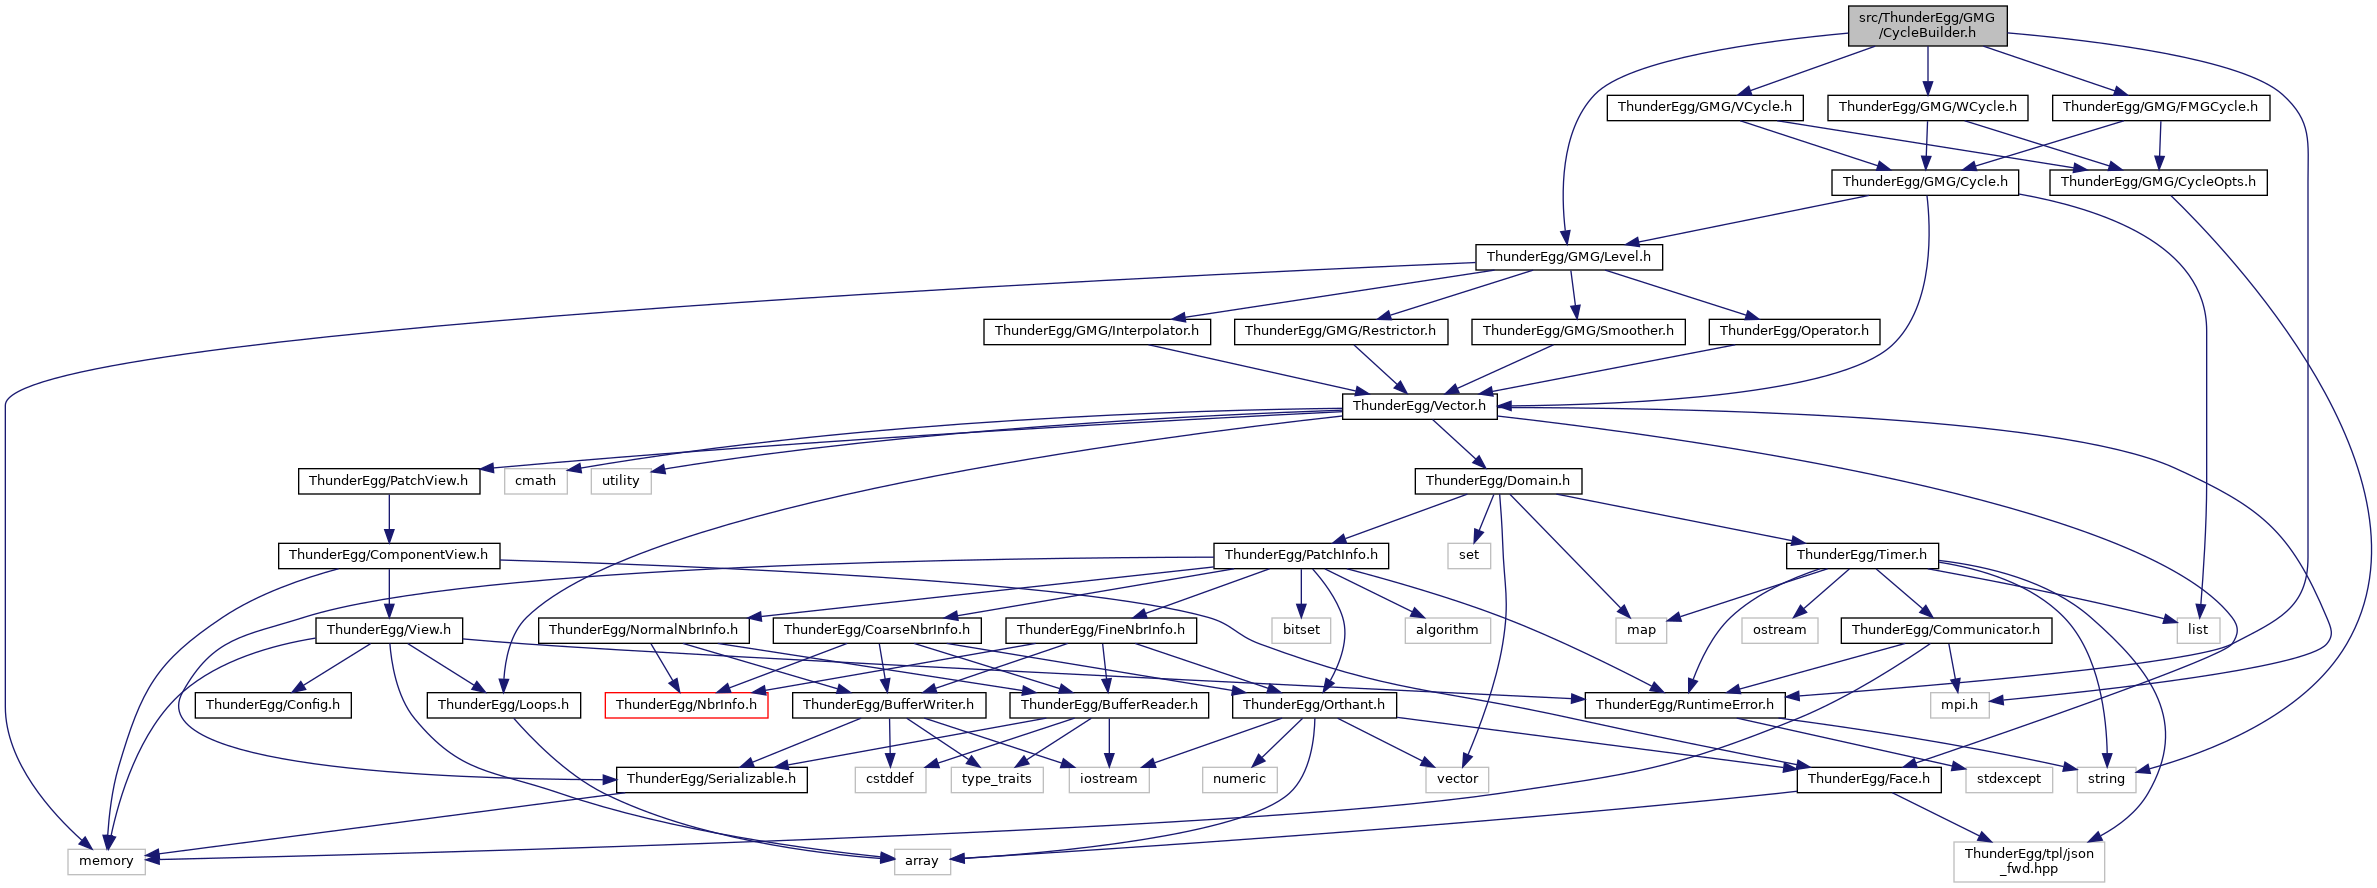 src/ThunderEgg/GMG
/CycleBuilder.h
ThunderEgg/GMG/VCycle.h
ThunderEgg/GMG/WCycle.h
ThunderEgg/GMG/FMGCycle.h
ThunderEgg/GMG/Cycle.h
ThunderEgg/GMG/CycleOpts.h
ThunderEgg/GMG/Level.h
ThunderEgg/GMG/Interpolator.h
ThunderEgg/GMG/Restrictor.h
ThunderEgg/GMG/Smoother.h
ThunderEgg/Operator.h
ThunderEgg/Vector.h
ThunderEgg/PatchView.h
cmath
utility
ThunderEgg/Domain.h
ThunderEgg/ComponentView.h
ThunderEgg/PatchInfo.h
set
ThunderEgg/Timer.h
ThunderEgg/View.h
ThunderEgg/NormalNbrInfo.h
ThunderEgg/CoarseNbrInfo.h
ThunderEgg/FineNbrInfo.h
bitset
algorithm
map
ostream
ThunderEgg/Communicator.h
list
ThunderEgg/Config.h
ThunderEgg/Loops.h
ThunderEgg/NbrInfo.h
ThunderEgg/BufferWriter.h
ThunderEgg/BufferReader.h
ThunderEgg/Orthant.h
ThunderEgg/RuntimeError.h
mpi.h
ThunderEgg/Serializable.h
cstddef
type_traits
iostream
numeric
vector
ThunderEgg/Face.h
stdexcept
string
memory
array
ThunderEgg/tpl/json
_fwd.hpp